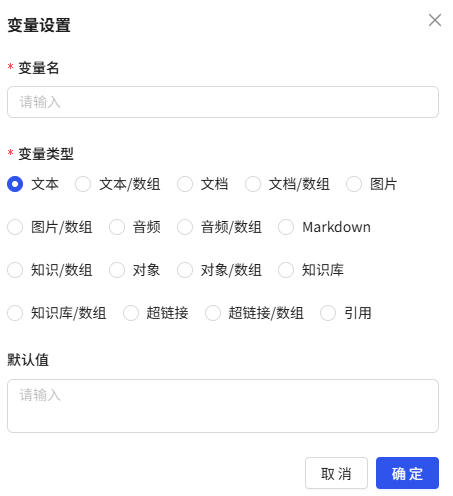 变量设置
* 变量名
请输入
* 变量类型
文本 文本/数组 文档 文档/数组 图片
图片/数组 音频 音频/数组 Markdown
知识/数组 对象 对象/数组 知识库
知识库/数组 超链接 超链接/数组 引用
默认值
请输入
取 消 确 定